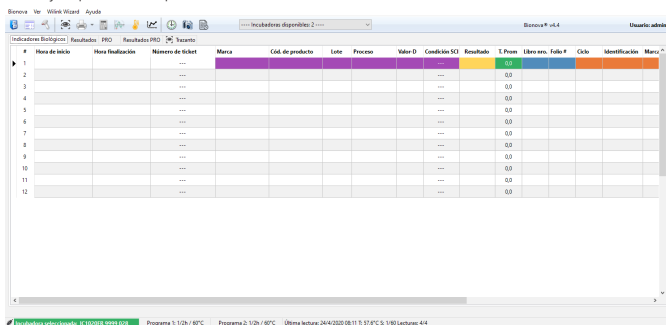 Bionova Ver Wilink Wizard Ayuda
---- Incubadoras disponibles: 2 ----
Bionova® v4.4
Usuario: admin
Indicadores Biológicos Resultados PRO Resultados PRO Trazanto
# Hora de inicio Hora finalización Número de ticket Marca Cód. de producto Lote Proceso Valor-D Condición SCI Resultado T. Prom Libro nro. Folio # Ciclo Identificación Marca
1 --- --- 0,0
2 --- --- 0,0
3 --- --- 0,0
4 --- --- 0,0
5 --- --- 0,0
6 --- --- 0,0
7 --- --- 0,0
8 --- --- 0,0
9 --- --- 0,0
10 --- --- 0,0
11 --- --- 0,0
12 --- --- 0,0
Incubadora seleccionada: IC1020FR 9999 028 Programa 1: 1/2h / 60°C Programa 2: 1/2h / 60°C Última lectura: 24/4/2020 08:11 T: 57.6°C S: 1/60 Lecturas: 4/4